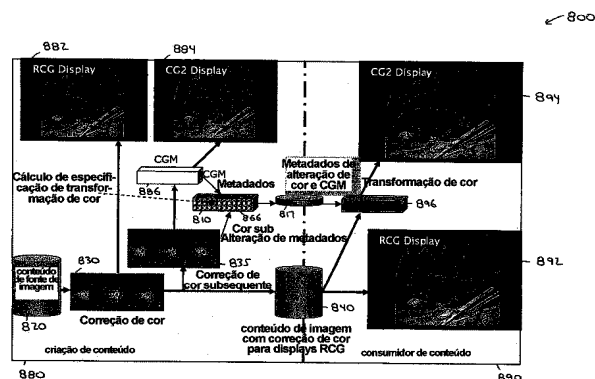 800
882
884
RCG Display
CG2 Display
CG2 Display
894
Cálculo de especifi-
cação de transfor-
mação de cor
CGM
886
CGM
Metadados
Metadados de
alteração de
cor e CGM
Transformação de cor
810
866
817
896
Cor sub
Alteração de metadados
conteúdo
de fonte de
imagem
830
835
Correção de
cor subsequente
RCG Display
892
820
Correção de cor
840
conteúdo de imagem
com correção de cor
para displays RCG
criação de conteúdo
consumidor de conteúdo
880
890